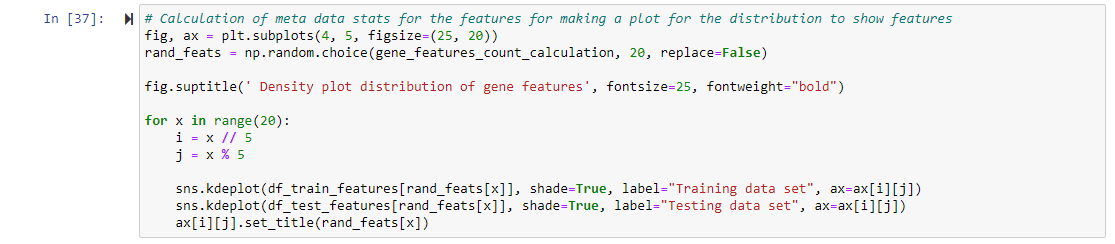 In [37]:
# Calculation of meta data stats for the features for making a plot for the distribution to show features
fig, ax = plt.subplots(4, 5, figsize=(25, 20))
rand_feats = np.random.choice(gene_features_count_calculation, 20, replace=False)

fig.suptitle(' Density plot distribution of gene features', fontsize=25, fontweight="bold")

for x in range(20):
    i = x // 5
    j = x % 5

    sns.kdeplot(df_train_features[rand_feats[x]], shade=True, label="Training data set", ax=ax[i][j])
    sns.kdeplot(df_test_features[rand_feats[x]], shade=True, label="Testing data set", ax=ax[i][j])
    ax[i][j].set_title(rand_feats[x])